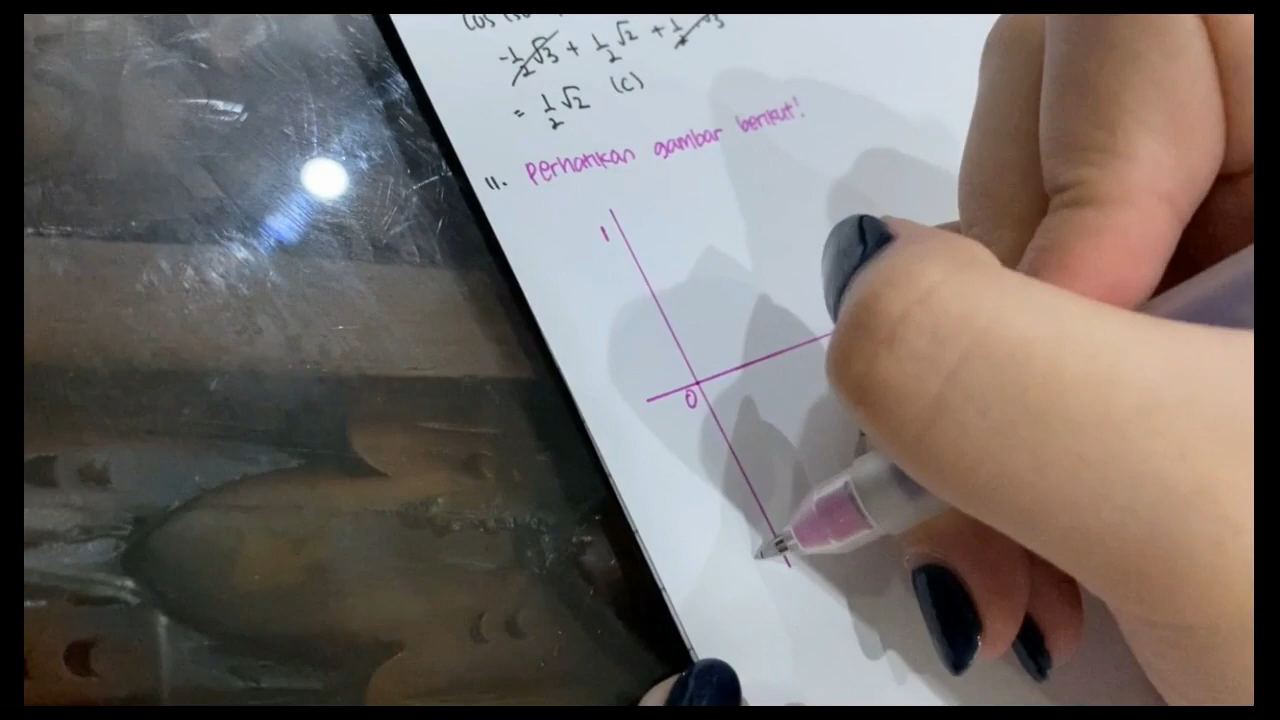 -1/2√3 + 1/2√2 + 1/2√3
= 1/2√2 (C)
11. Perhatikan gambar berikut!
1
0